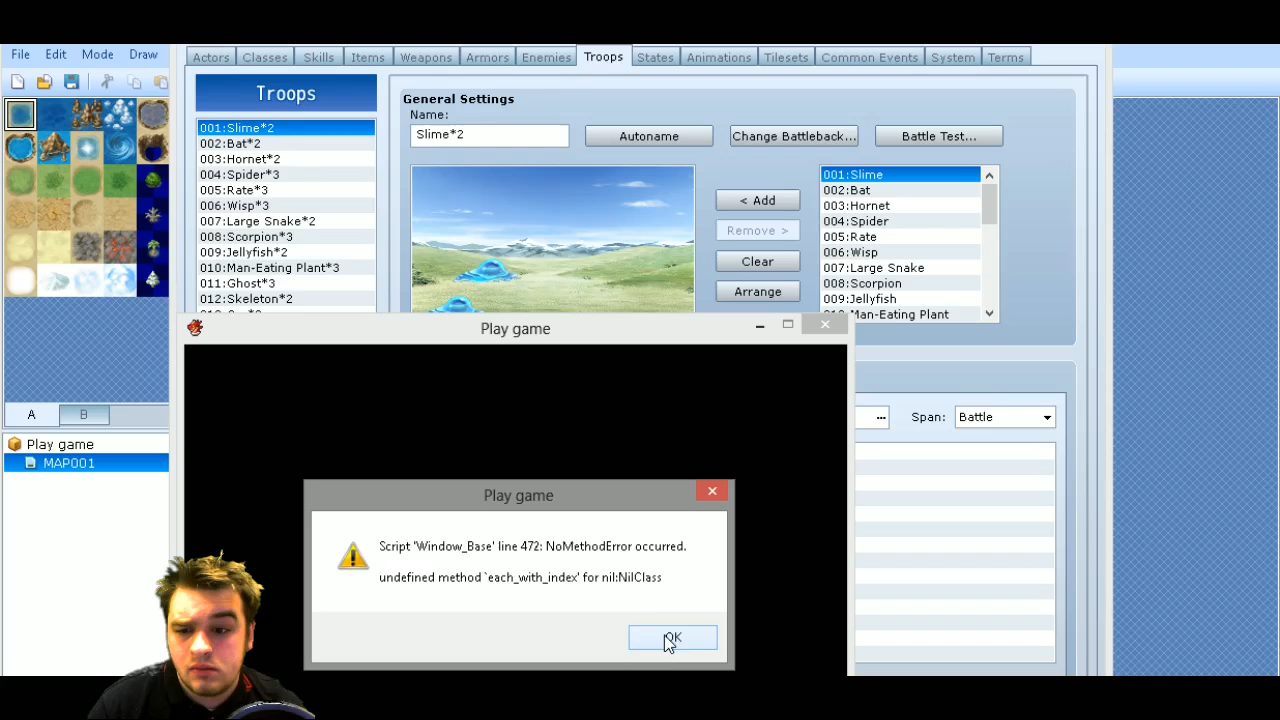 File Edit Mode Draw
Actors Classes Skills Items Weapons Armors Enemies Troops States Animations Tilesets Common Events System Terms
Troops
General Settings
Name:
Slime*2
Autoname
Change Battleback...
Battle Test...
001:Slime*2
002:Bat*2
003:Hornet*2
004:Spider*3
005:Rate*3
006:Wisp*3
007:Large Snake*2
008:Scorpion*3
009:Jellyfish*2
010:Man-Eating Plant*3
011:Ghost*3
012:Skeleton*2
< Add
Remove >
Clear
Arrange
001:Slime
002:Bat
003:Hornet
004:Spider
005:Rate
006:Wisp
007:Large Snake
008:Scorpion
009:Jellyfish
Man-Eating Plant
A B
Play game
MAP001
... Span: Battle
Play game
Play game
Script 'Window_Base' line 472: NoMethodError occurred.
undefined method `each_with_index' for nil:NilClass
OK